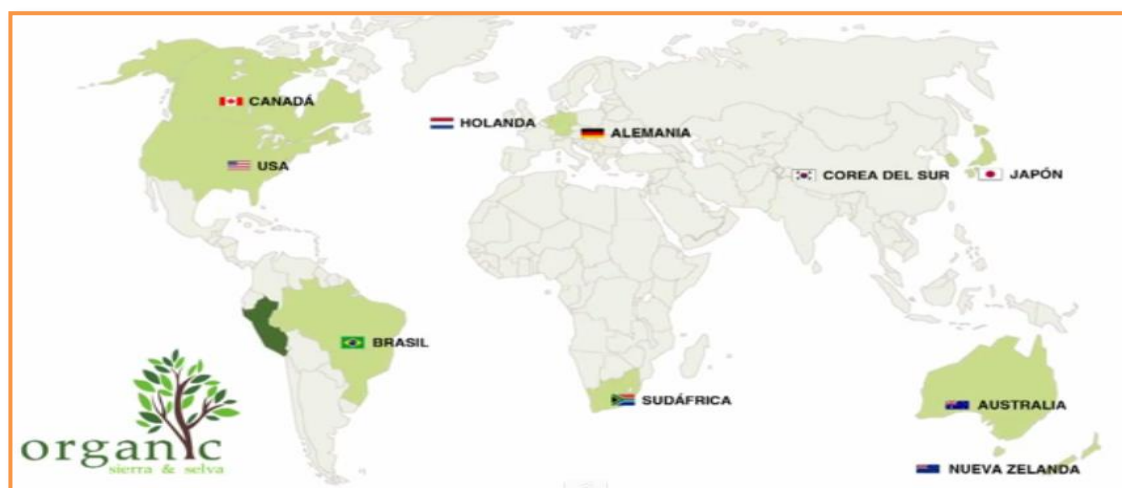 CANADÁ
HOLANDA
ALEMANIA
USA
COREA DEL SUR
JAPÓN
BRASIL
SUDÁFRICA
AUSTRALIA
NUEVA ZELANDA
organic
sierra & selva